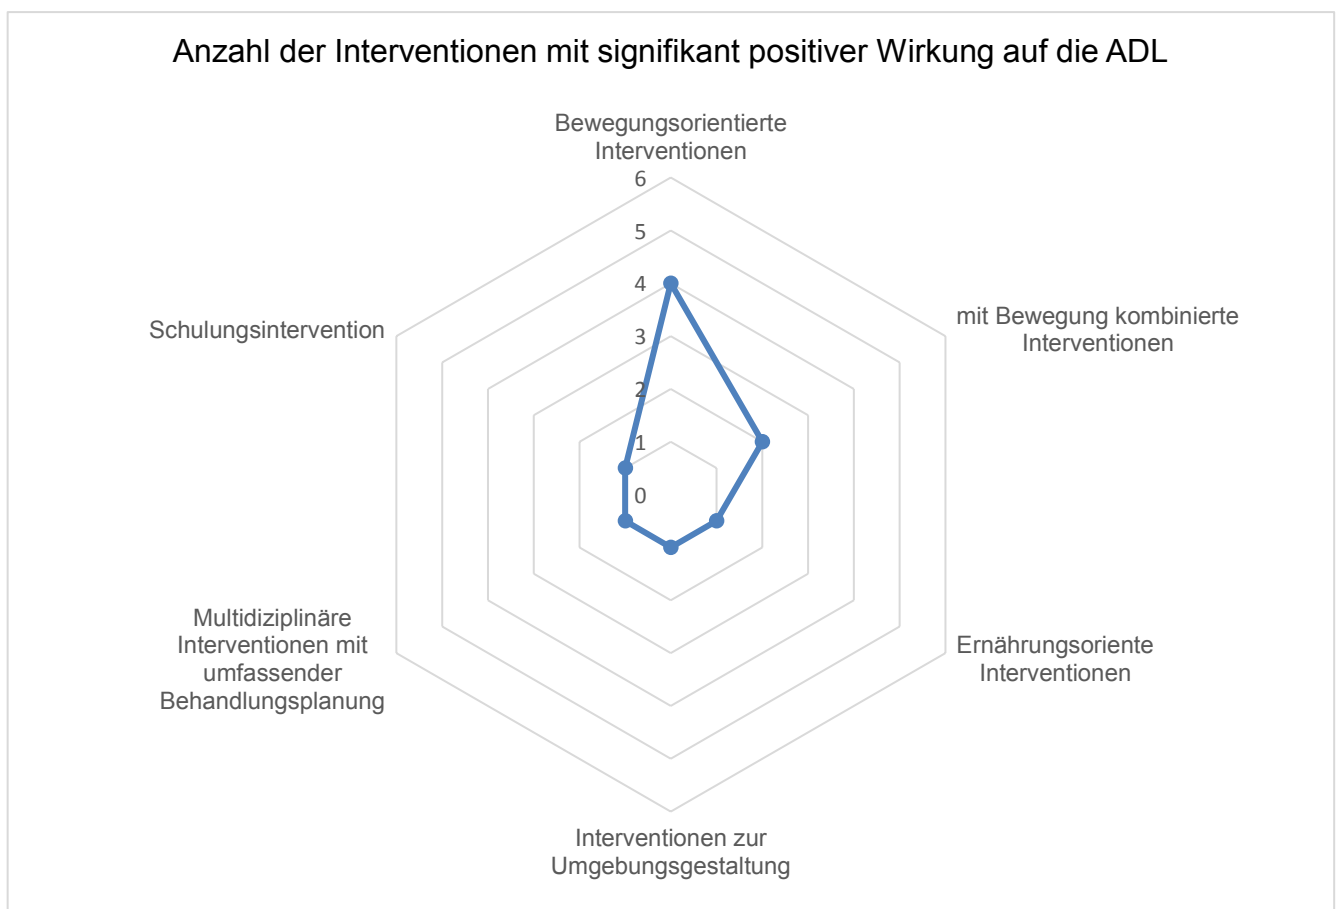 Anzahl der Interventionen mit signifikant positiver Wirkung auf die ADL
Bewegungsorientierte
Interventionen
6
5
4
3
2
1
0
mit Bewegung kombinierte
Interventionen
Ernährungsoriente
Interventionen
Interventionen zur
Umgebungsgestaltung
Multidiziplinäre
Interventionen mit
umfassender
Behandlungsplanung
Schulungsintervention